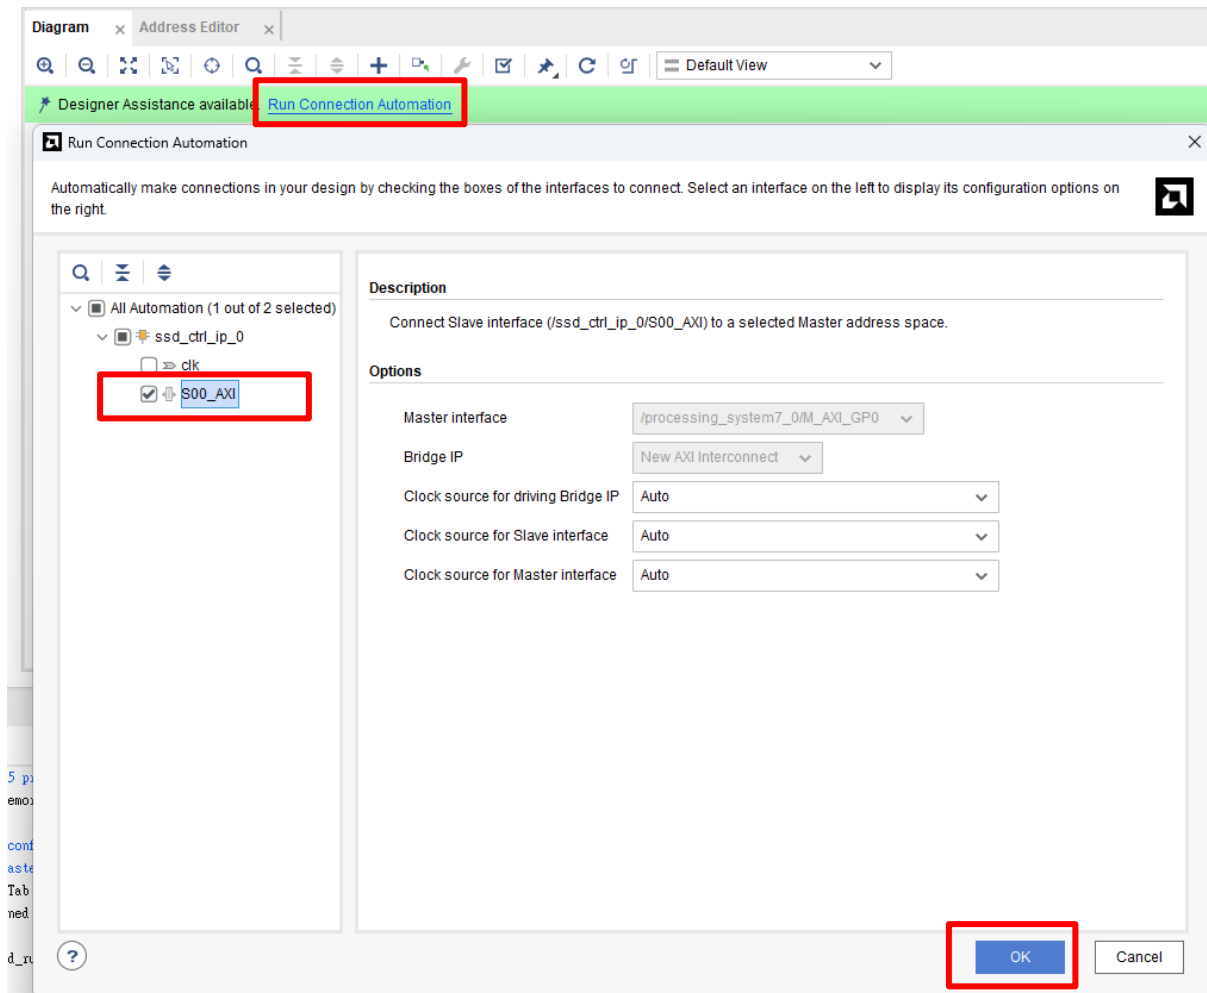 Diagram
Address Editor
Default View
Designer Assistance available. Run Connection Automation
Run Connection Automation
Automatically make connections in your design by checking the boxes of the interfaces to connect. Select an interface on the left to display its configuration options on
the right.
All Automation (1 out of 2 selected)
ssd_ctrl_ip_0
clk
S00_AXI
Description
Connect Slave interface (/ssd_ctrl_ip_0/S00_AXI) to a selected Master address space.
Options
Master interface /processing_system7_0/M_AXI_GP0
Bridge IP New AXI Interconnect
Clock source for driving Bridge IP Auto
Clock source for Slave interface Auto
Clock source for Master interface Auto
Tab
? OK Cancel